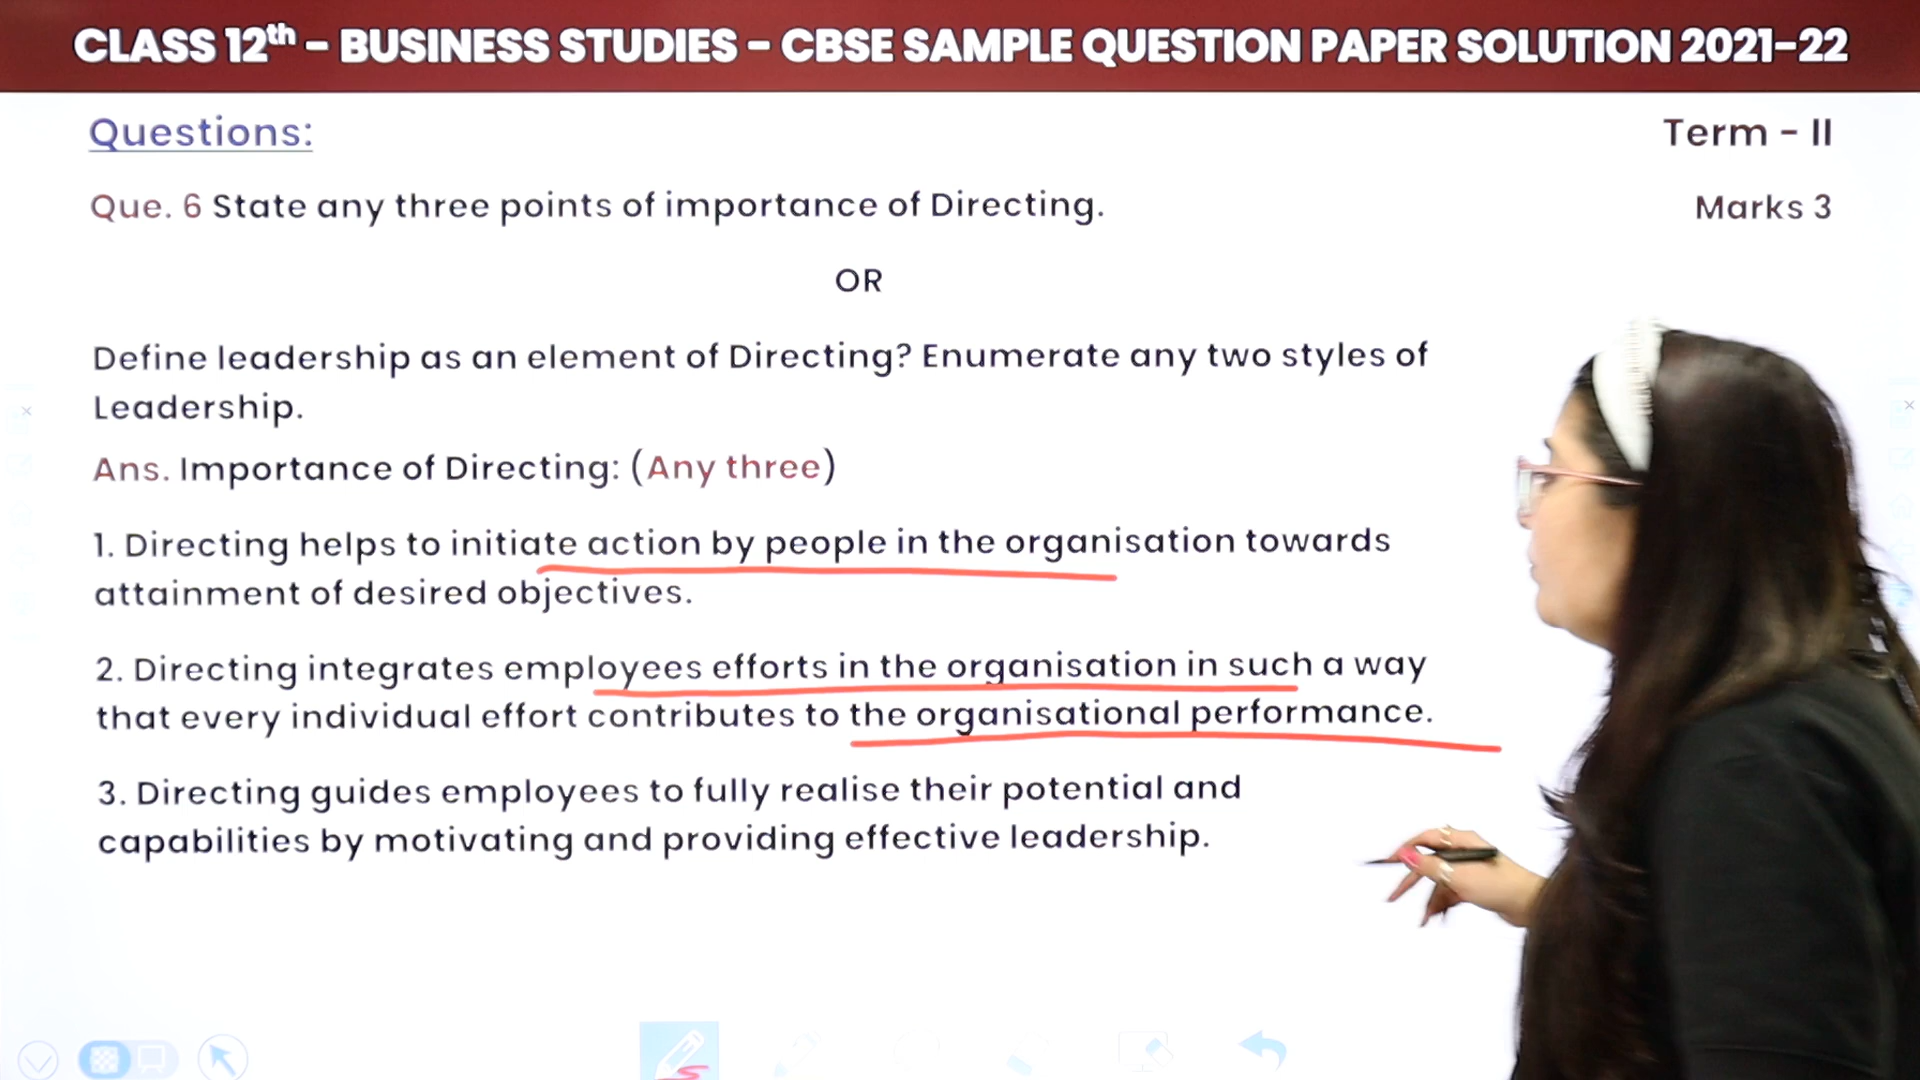 CLASS 12th – BUSINESS STUDIES – CBSE SAMPLE QUESTION PAPER SOLUTION 2021–22
Questions:
Term – II
Que. 6 State any three points of importance of Directing.
Marks 3
OR
Define leadership as an element of Directing? Enumerate any two styles of
Leadership.
Ans. Importance of Directing: (Any three)
1. Directing helps to initiate action by people in the organisation towards
attainment of desired objectives.
2. Directing integrates employees efforts in the organisation in such a way
that every individual effort contributes to the organisational performance.
3. Directing guides employees to fully realise their potential and
capabilities by motivating and providing effective leadership.